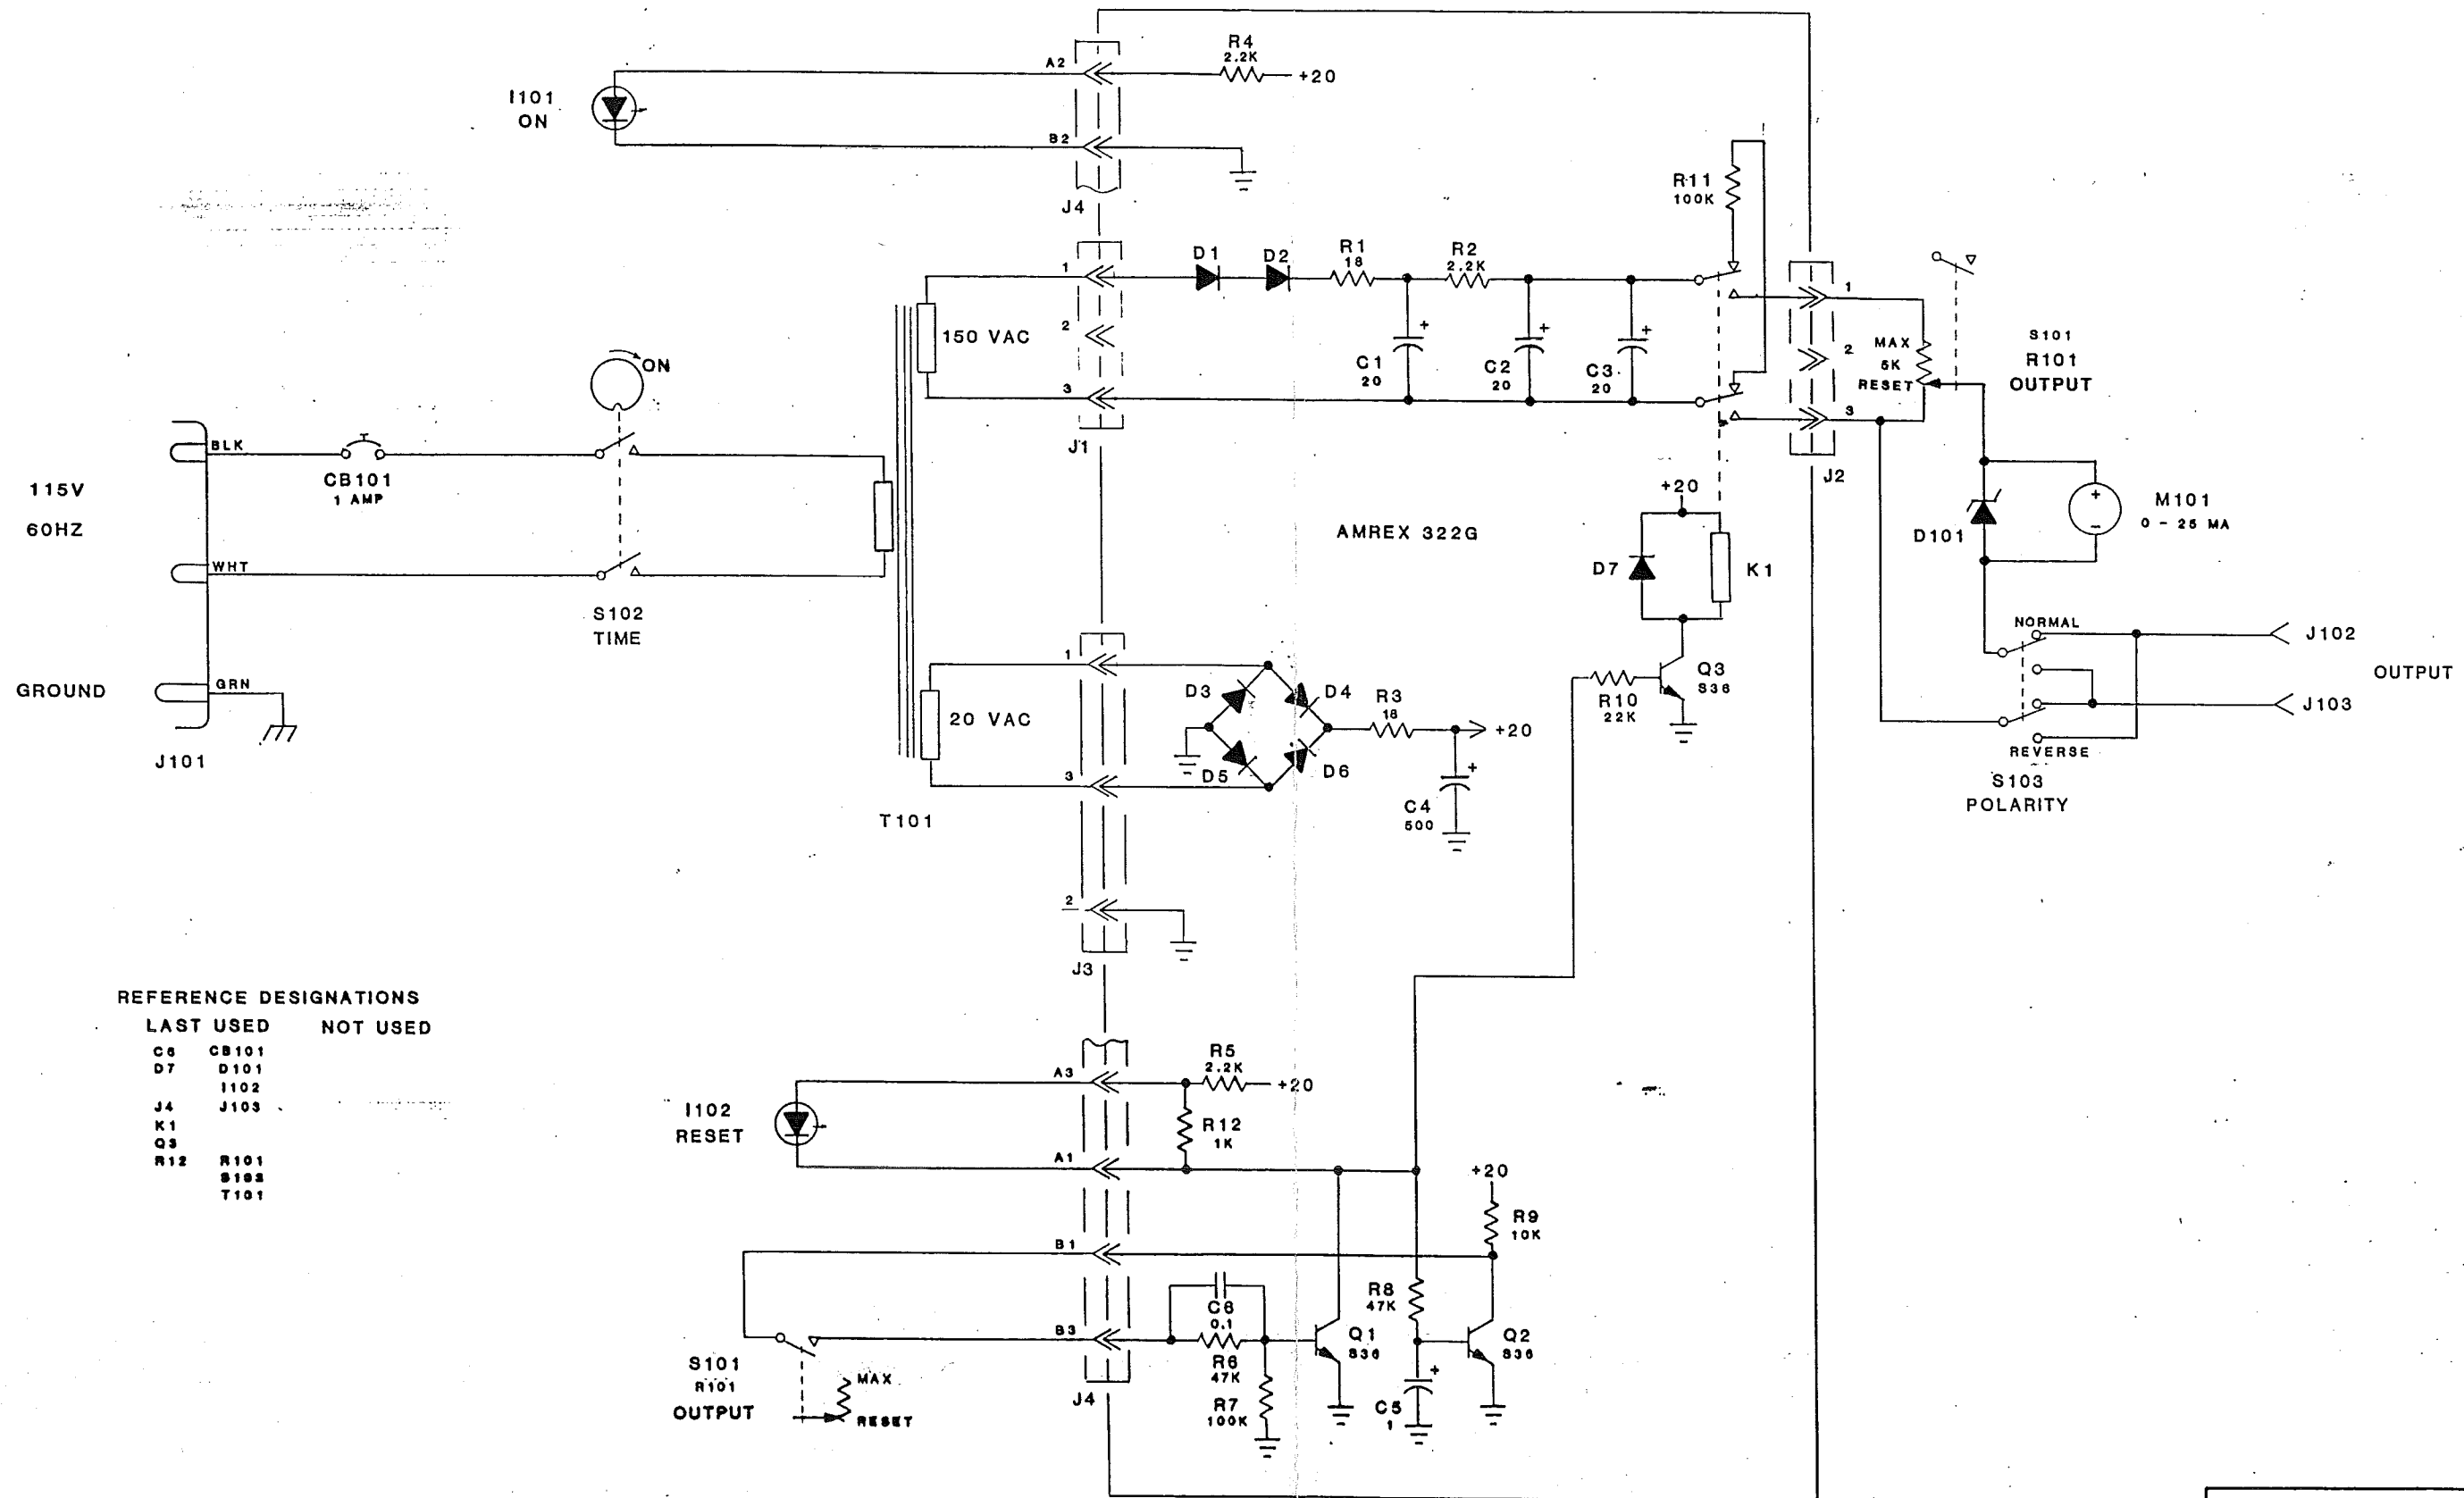 R4
2.2K
+20
A2
I101
ON
B2
J4
R11
100K
D1
D2
R1
18
R2
2.2K
1
2
3
150 VAC
+
C1
20
+
C2
20
+
C3
20
J1
1
2
3
J2
MAX
5K
RESET
S101
R101
OUTPUT
ON
BLK
CB101
1 AMP
115V
60HZ
WHT
S102
TIME
GROUND
GRN
J101
AMREX 322G
+20
D7
K1
D101
+
−
M101
0 - 25 MA
NORMAL
J102
OUTPUT
J103
REVERSE
S103
POLARITY
1
20 VAC
3
T101
D3
D4
D5
D6
R3
18
+20
+
C4
500
R10
22K
Q3
S36
2
J3
REFERENCE DESIGNATIONS
LAST USED NOT USED
C6 CB101
D7 D101
I102
J4 J103
K1
Q3
R12 R101
S103
T101
I102
RESET
A3
R5
2.2K
+20
R12
1K
A1
+20
R9
10K
B1
C6
0.1
B3
R6
47K
R7
100K
Q1
S36
R8
47K
Q2
S36
+
C5
1
S101
R101
OUTPUT
MAX
RESET
J4